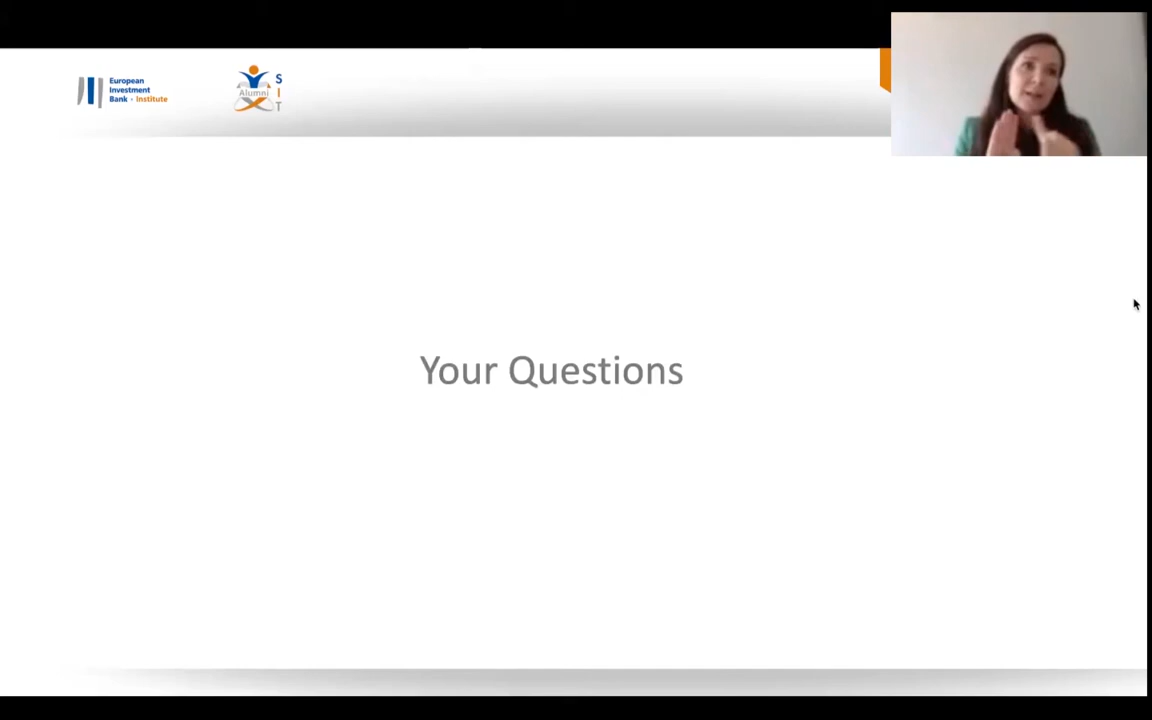 European
Investment
Bank - Institute
Alumni
S
I
T
Your Questions